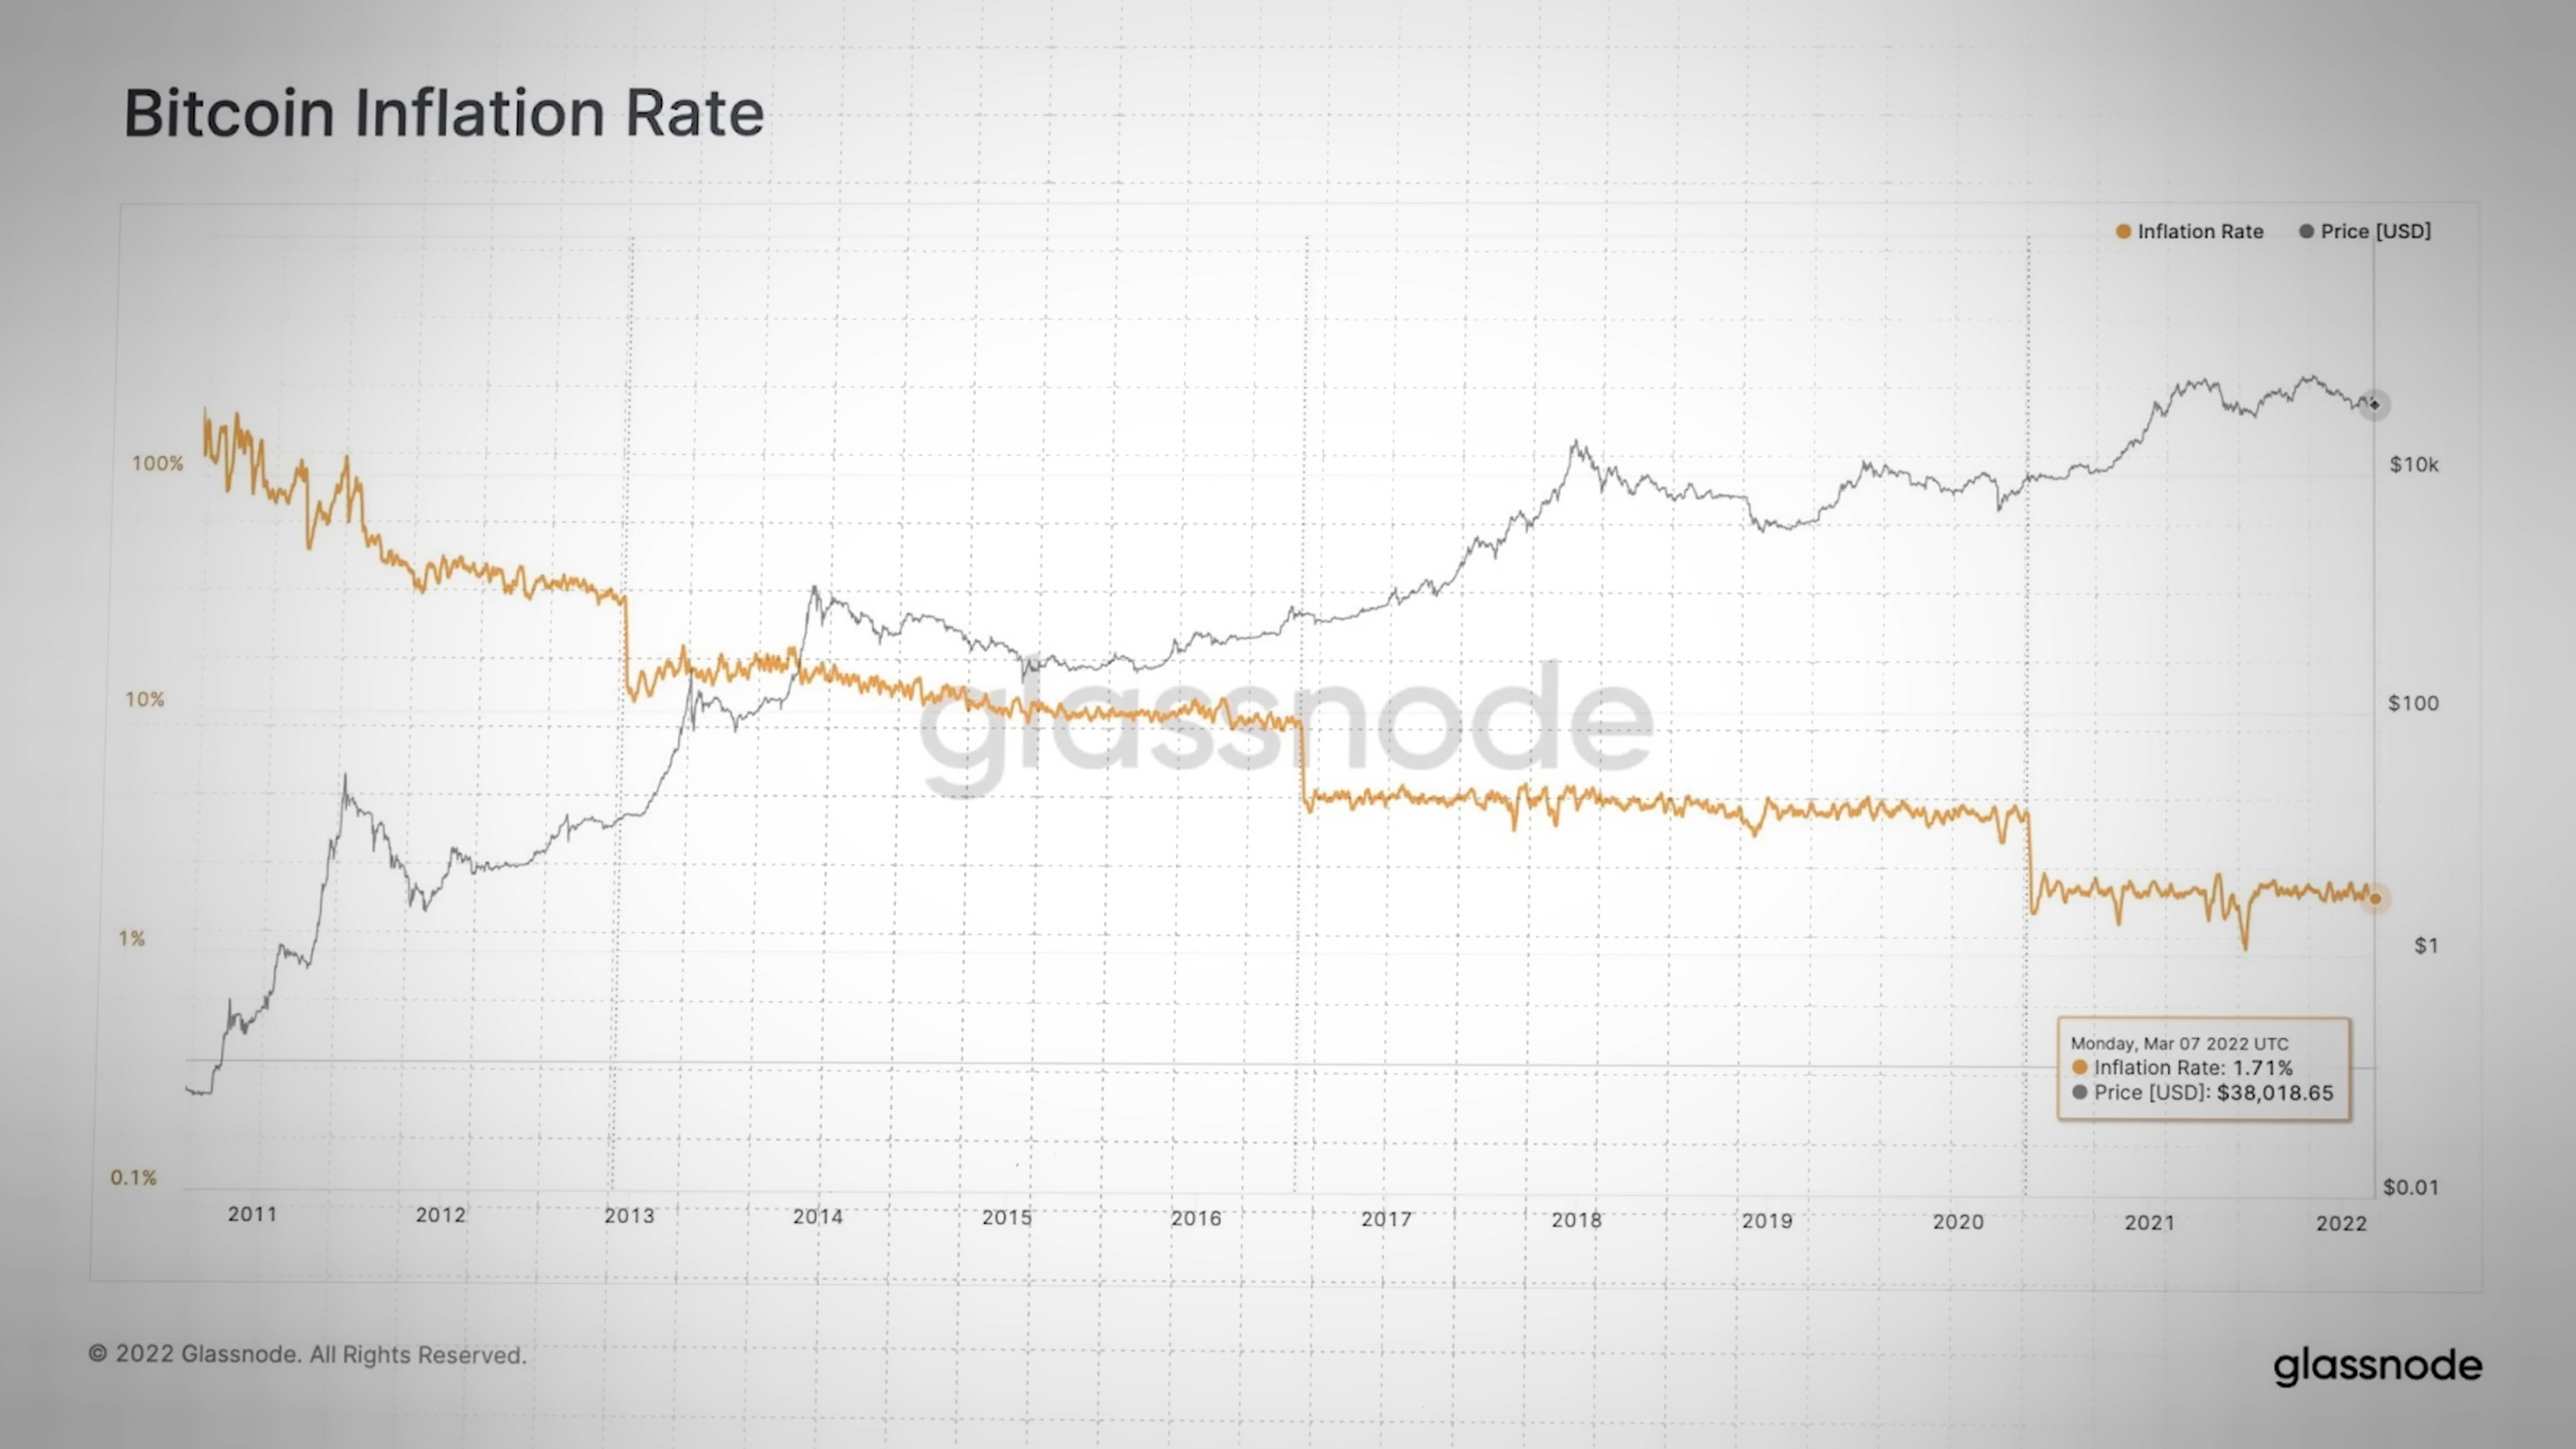 Bitcoin Inflation Rate
Inflation Rate Price [USD]
100%
10%
1%
0.1%
$10k
$100
$1
$0.01
glassnode
Monday, Mar 07 2022 UTC
Inflation Rate: 1.71%
Price [USD]: $38,018.65
2011 2012 2013 2014 2015 2016 2017 2018 2019 2020 2021 2022
© 2022 Glassnode. All Rights Reserved.
glassnode